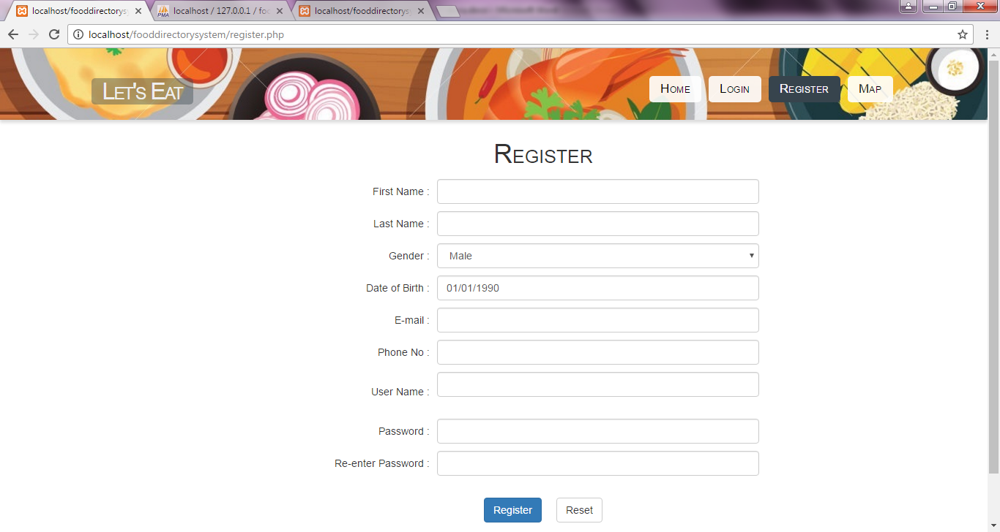 localhost/fooddirectorys
localhost / 127.0.0.1 / foo
localhost/fooddirectorys
localhost/fooddirectorysystem/register.php
Let's Eat
Home
Login
Register
Map
Register
First Name :
Last Name :
Gender : Male
Date of Birth : 01/01/1990
E-mail :
Phone No :
User Name :
Password :
Re-enter Password :
Register Reset